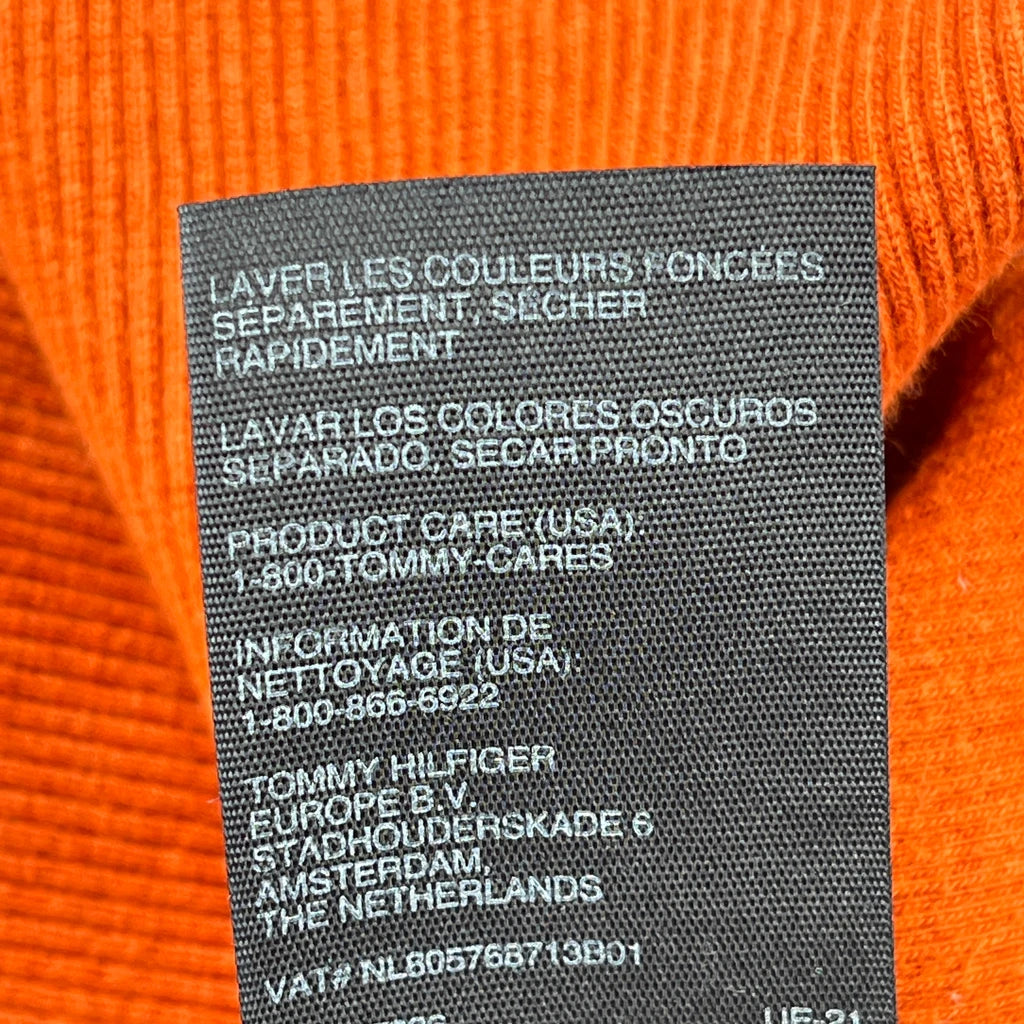 LAVER LES COULEURS FONCÉES
SÉPARÉMENT, SÉCHER
RAPIDEMENT
LAVAR LOS COLORES OSCUROS
SEPARADO, SECAR PRONTO
PRODUCT CARE (USA):
1-800-TOMMY-CARES
INFORMATION DE
NETTOYAGE (USA):
1-800-866-6922
TOMMY HILFIGER
EUROPE B.V.
STADHOUDERSKADE 6
AMSTERDAM,
THE NETHERLANDS
VAT# NL805768713B01